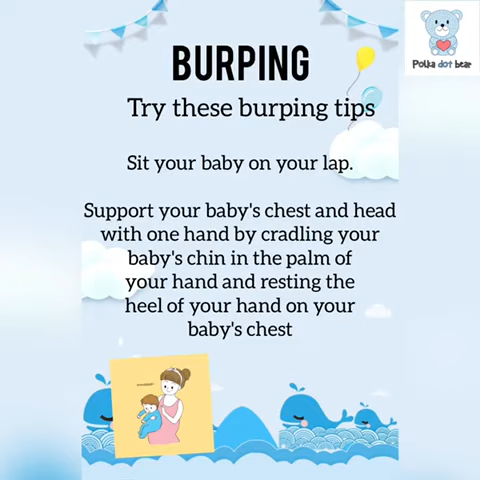 BURPING
Try these burping tips
Sit your baby on your lap.
Support your baby's chest and head
with one hand by cradling your
baby's chin in the palm of
your hand and resting the
heel of your hand on your
baby's chest
Polka dot bear